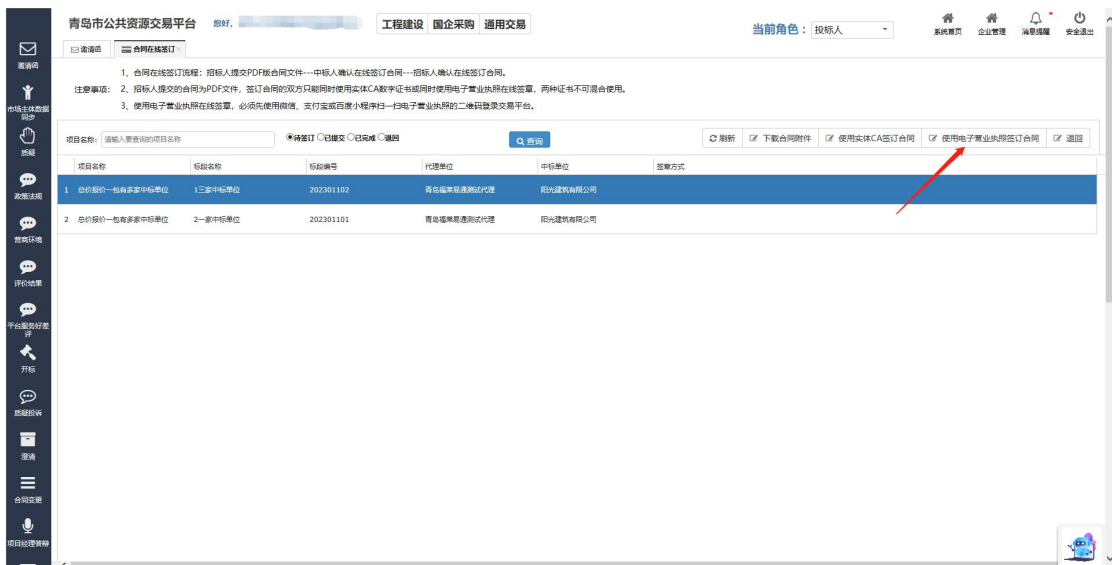 青岛市公共资源交易平台 您好, 工程建设 国企采购 通用交易 当前角色: 投标人 系统首页 企业管理 消息提醒 安全退出
邀请函 合同在线签订
1、合同在线签订流程：招标人提交PDF版合同文件---中标人确认在线签订合同---招标人确认在线签订合同。
注意事项: 2、招标人提交的合同为PDF文件，签订合同的双方只能同时使用实体CA数字证书或同时使用电子营业执照在线签章，两种证书不可混合使用。
3、使用电子营业执照在线签章，必须先使用微信、支付宝或百度小程序扫一扫电子营业执照的二维码登录交易平台。
项目名称: 请输入要查询的项目名称 待签订 已提交 已完成 退回 查询 刷新 下载合同附件 使用实体CA签订合同 使用电子营业执照签订合同 退回
项目名称 标段名称 标段编号 代理单位 中标单位 签章方式
1 总价报价一包有多家中标单位 1三家中标单位 202301102 青岛福莱易通测试代理 阳光建筑有限公司
2 总价报价一包有多家中标单位 2一家中标单位 202301101 青岛福莱易通测试代理 阳光建筑有限公司
邀请函
市场主体数据
同步
质疑
政策法规
营商环境
评价结果
平台服务好差
评
开标
质疑投诉
澄清
合同变更
项目经理答辩